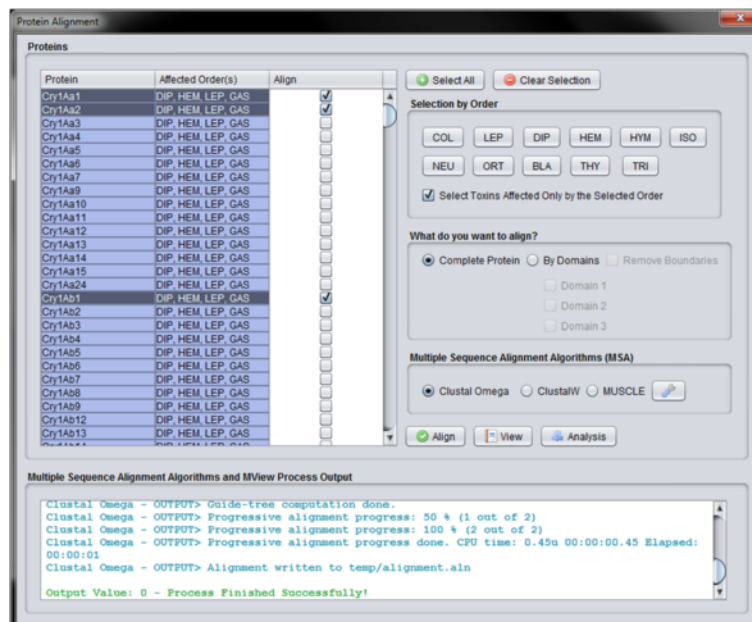 Protein Alignment
Proteins
Protein Affected Order(s) Align
Cry1Aa1 DIP, HEM, LEP, GAS
Cry1Aa2 DIP, HEM, LEP, GAS
Cry1Aa3 DIP, HEM, LEP, GAS
Cry1Aa4 DIP, HEM, LEP, GAS
Cry1Aa5 DIP, HEM, LEP, GAS
Cry1Aa6 DIP, HEM, LEP, GAS
Cry1Aa7 DIP, HEM, LEP, GAS
Cry1Aa9 DIP, HEM, LEP, GAS
Cry1Aa10 DIP, HEM, LEP, GAS
Cry1Aa11 DIP, HEM, LEP, GAS
Cry1Aa12 DIP, HEM, LEP, GAS
Cry1Aa13 DIP, HEM, LEP, GAS
Cry1Aa14 DIP, HEM, LEP, GAS
Cry1Aa15 DIP, HEM, LEP, GAS
Cry1Aa24 DIP, HEM, LEP, GAS
Cry1Ab1 DIP, HEM, LEP, GAS
Cry1Ab2 DIP, HEM, LEP, GAS
Cry1Ab3 DIP, HEM, LEP, GAS
Cry1Ab4 DIP, HEM, LEP, GAS
Cry1Ab5 DIP, HEM, LEP, GAS
Cry1Ab6 DIP, HEM, LEP, GAS
Cry1Ab7 DIP, HEM, LEP, GAS
Cry1Ab8 DIP, HEM, LEP, GAS
Cry1Ab9 DIP, HEM, LEP, GAS
Cry1Ab12 DIP, HEM, LEP, GAS
Cry1Ab13 DIP, HEM, LEP, GAS
Select All Clear Selection
Selection by Order
COL LEP DIP HEM HYM ISO
NEU ORT BLA THY TRI
Select Toxins Affected Only by the Selected Order
What do you want to align?
Complete Protein By Domains Remove Boundaries
Domain 1
Domain 2
Domain 3
Multiple Sequence Alignment Algorithms (MSA)
Clustal Omega ClustalW MUSCLE
Align View Analysis
Multiple Sequence Alignment Algorithms and MView Process Output
Clustal Omega - OUTPUT> Guide-tree computation done.
Clustal Omega - OUTPUT> Progressive alignment progress: 50 % (1 out of 2)
Clustal Omega - OUTPUT> Progressive alignment progress: 100 % (2 out of 2)
Clustal Omega - OUTPUT> Progressive alignment progress done. CPU time: 0.45u 00:00:00.45 Elapsed:
00:00:01
Clustal Omega - OUTPUT> Alignment written to temp/alignment.aln
Output Value: 0 - Process Finished Successfully!